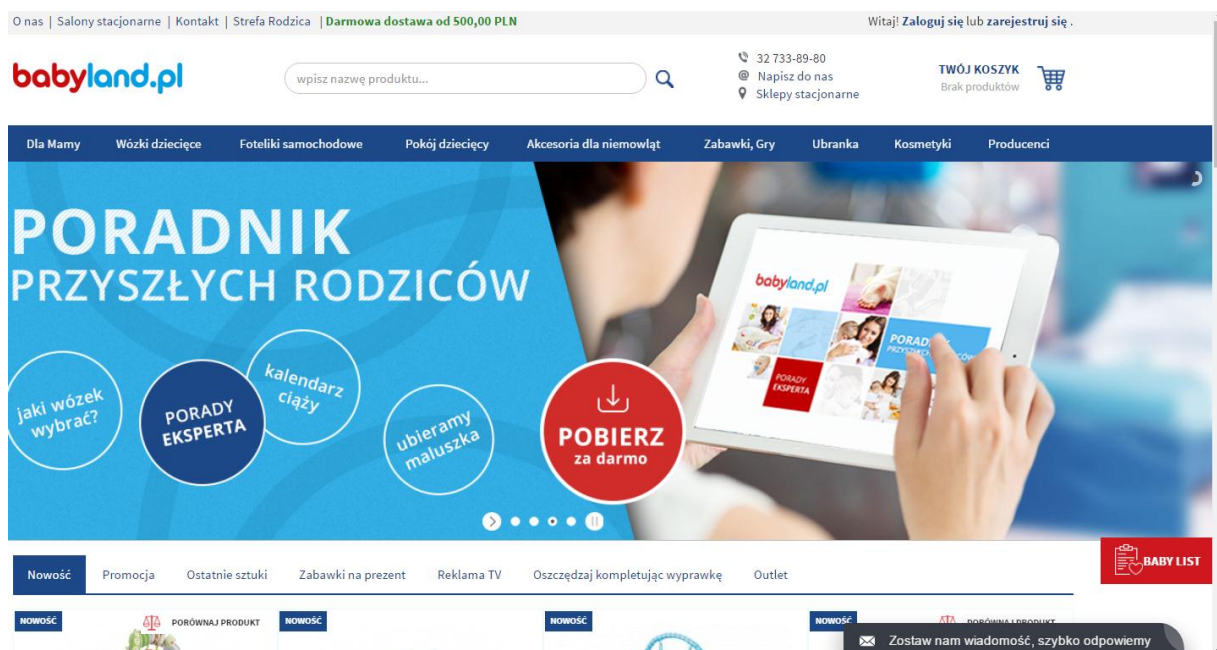 O nas | Salony stacjonarne | Kontakt | Strefa Rodzica | Darmowa dostawa od 500,00 PLN
Witaj! Zaloguj się lub zarejestruj się .
babyland.pl
wpisz nazwę produktu...
32 733-89-80
@ Napisz do nas
Sklepy stacjonarne
TWÓJ KOSZYK
Brak produktów
Dla Mamy Wózki dziecięce Foteliki samochodowe Pokój dziecięcy Akcesoria dla niemowląt Zabawki, Gry Ubranka Kosmetyki Producenci
PORADNIK
PRZYSZŁYCH RODZICÓW
jaki wózek
wybrać?
PORADY
EKSPERTA
kalendarz
ciąży
ubieramy
maluszka
POBIERZ
za darmo
babyland.pl
PORADNIK
PRZYSZŁYCH RODZICÓW
PORADY
EKSPERTA
BABY LIST
Nowość Promocja Ostatnie sztuki Zabawki na prezent Reklama TV Oszczędzaj kompletując wyprawkę Outlet
NOWOŚĆ PORÓWNAJ PRODUKT NOWOŚĆ NOWOŚĆ NOWOŚĆ PORÓWNAJ PRODUKT
Zostaw nam wiadomość, szybko odpowiemy